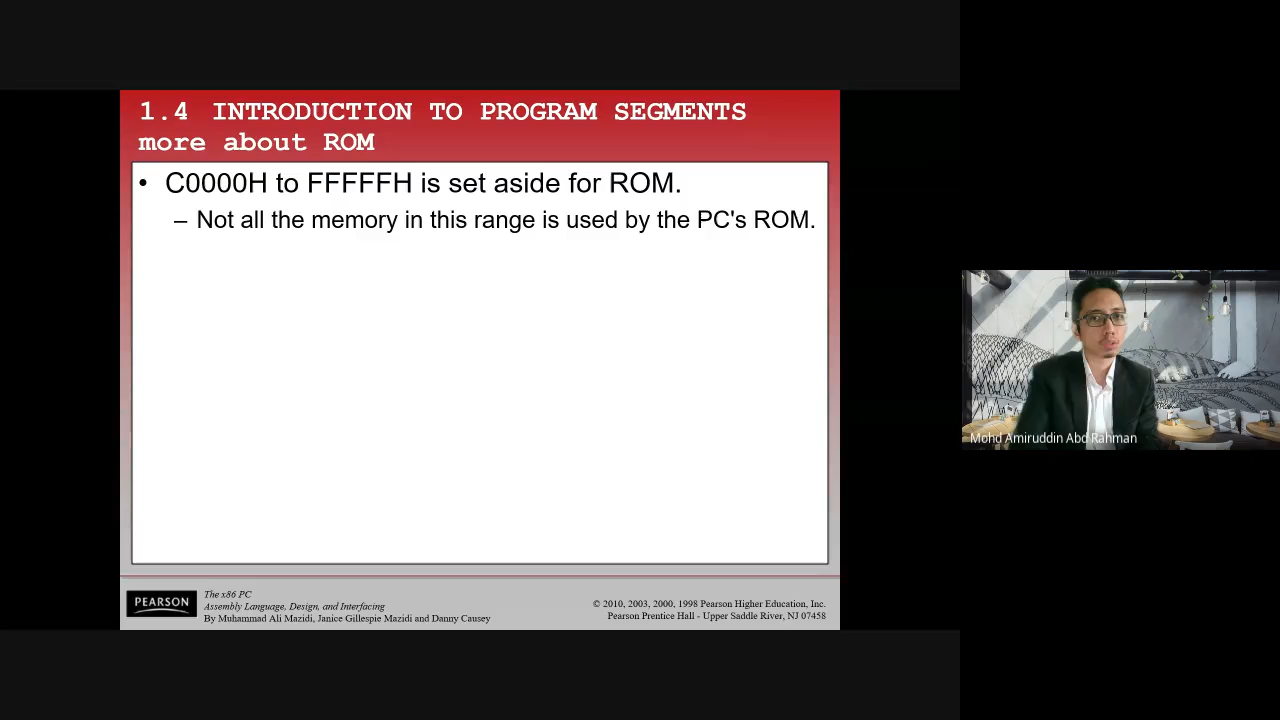 1.4 INTRODUCTION TO PROGRAM SEGMENTS
more about ROM
• C0000H to FFFFFH is set aside for ROM.
– Not all the memory in this range is used by the PC's ROM.
Mohd Amiruddin Abd Rahman
PEARSON
The x86 PC
Assembly Language, Design, and Interfacing
By Muhammad Ali Mazidi, Janice Gillespie Mazidi and Danny Causey
© 2010, 2003, 2000, 1998 Pearson Higher Education, Inc.
Pearson Prentice Hall - Upper Saddle River, NJ 07458